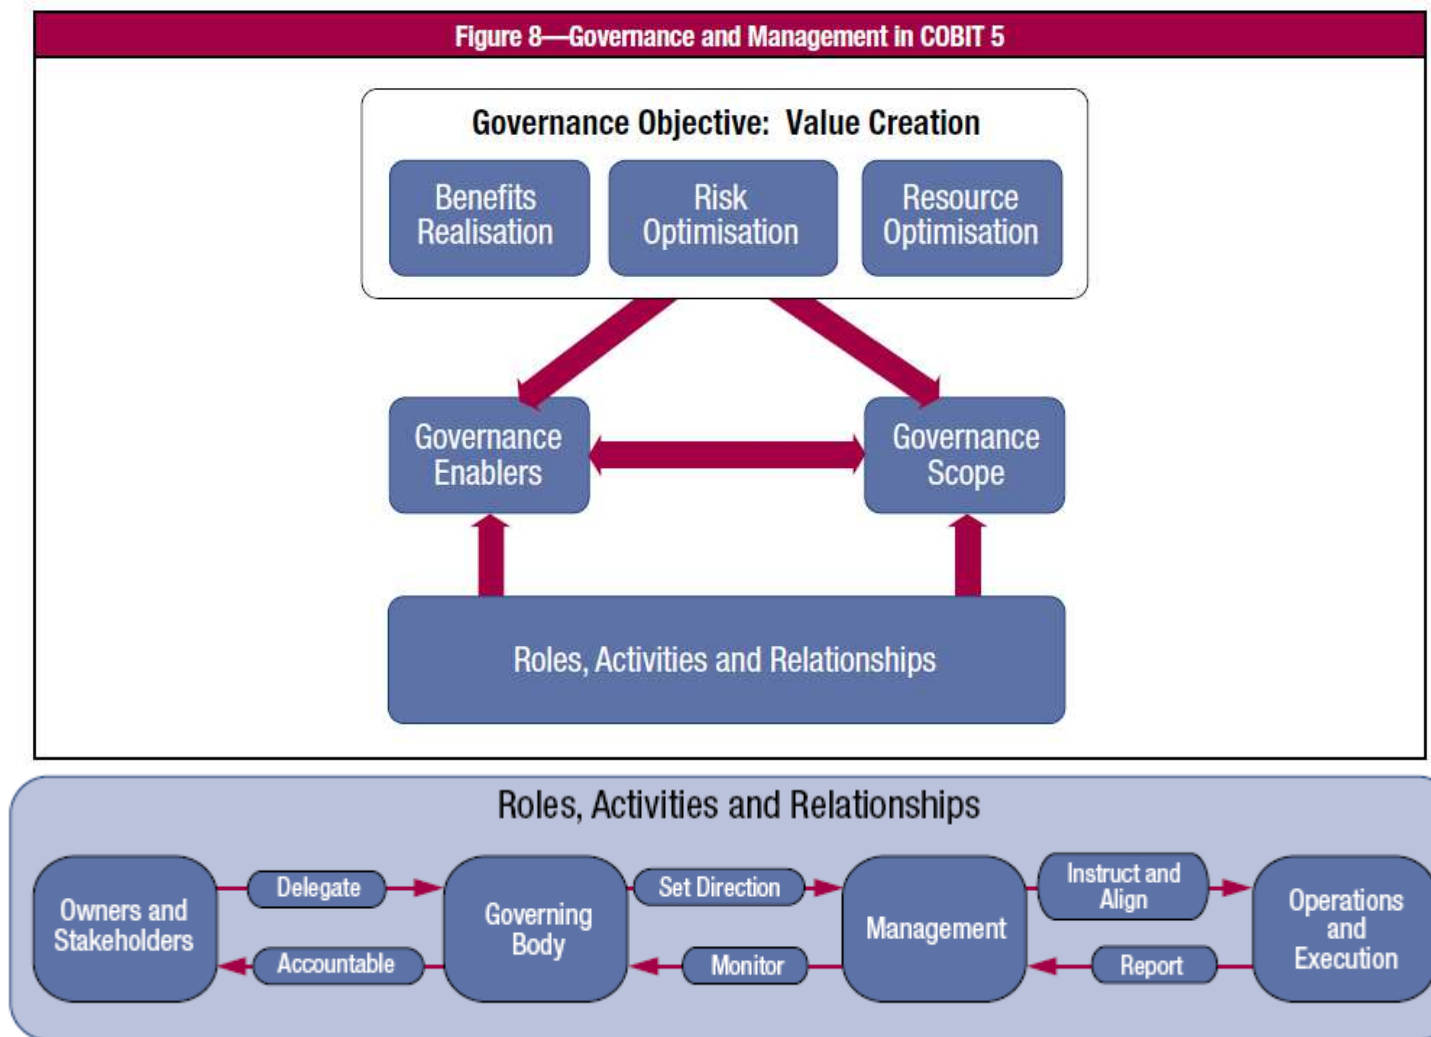 Figure 8—Governance and Management in COBIT 5
Governance Objective: Value Creation
Benefits
Realisation
Risk
Optimisation
Resource
Optimisation
Governance
Enablers
Governance
Scope
Roles, Activities and Relationships
Roles, Activities and Relationships
Owners and
Stakeholders
Delegate
Accountable
Governing
Body
Set Direction
Monitor
Management
Instruct and
Align
Report
Operations
and
Execution